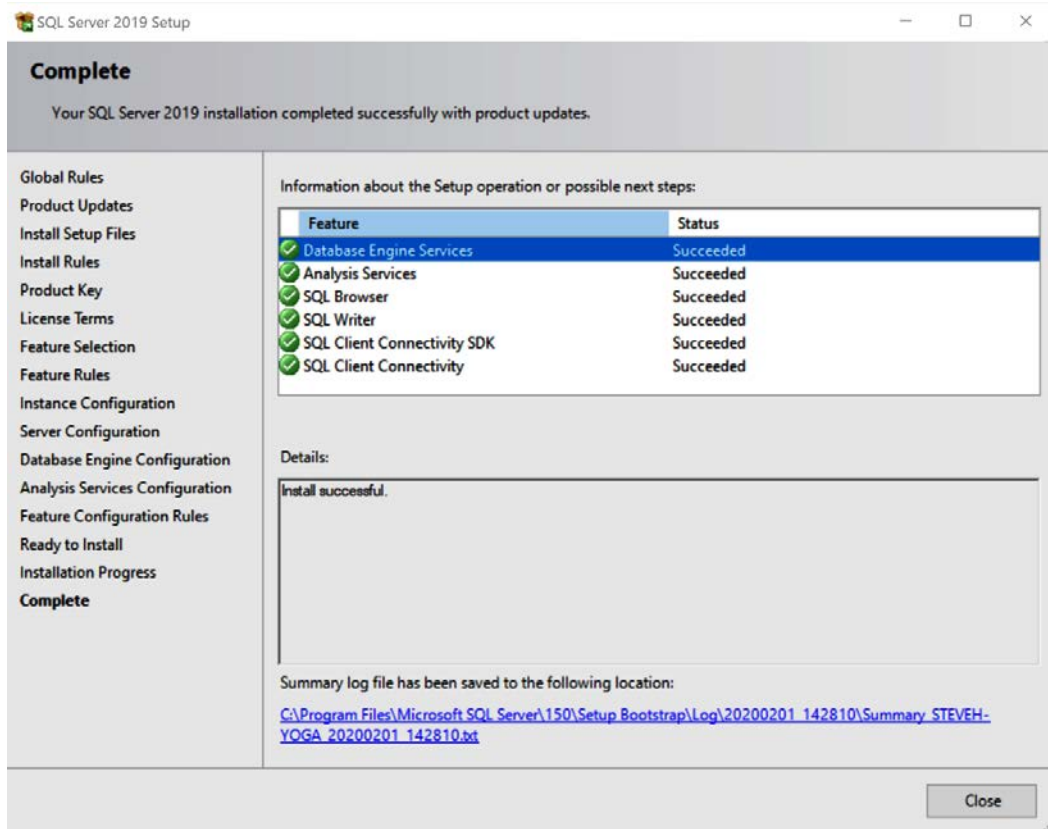 SQL Server 2019 Setup
Complete
Your SQL Server 2019 installation completed successfully with product updates.
Global Rules
Product Updates
Install Setup Files
Install Rules
Product Key
License Terms
Feature Selection
Feature Rules
Instance Configuration
Server Configuration
Database Engine Configuration
Analysis Services Configuration
Feature Configuration Rules
Ready to Install
Installation Progress
Complete
Information about the Setup operation or possible next steps:
Feature Status
Database Engine Services Succeeded
Analysis Services Succeeded
SQL Browser Succeeded
SQL Writer Succeeded
SQL Client Connectivity SDK Succeeded
SQL Client Connectivity Succeeded
Details:
Install successful.
Summary log file has been saved to the following location:
C:\Program Files\Microsoft SQL Server\150\Setup Bootstrap\Log\20200201_142810\Summary_STEVEH-
YOGA_20200201_142810.txt
Close